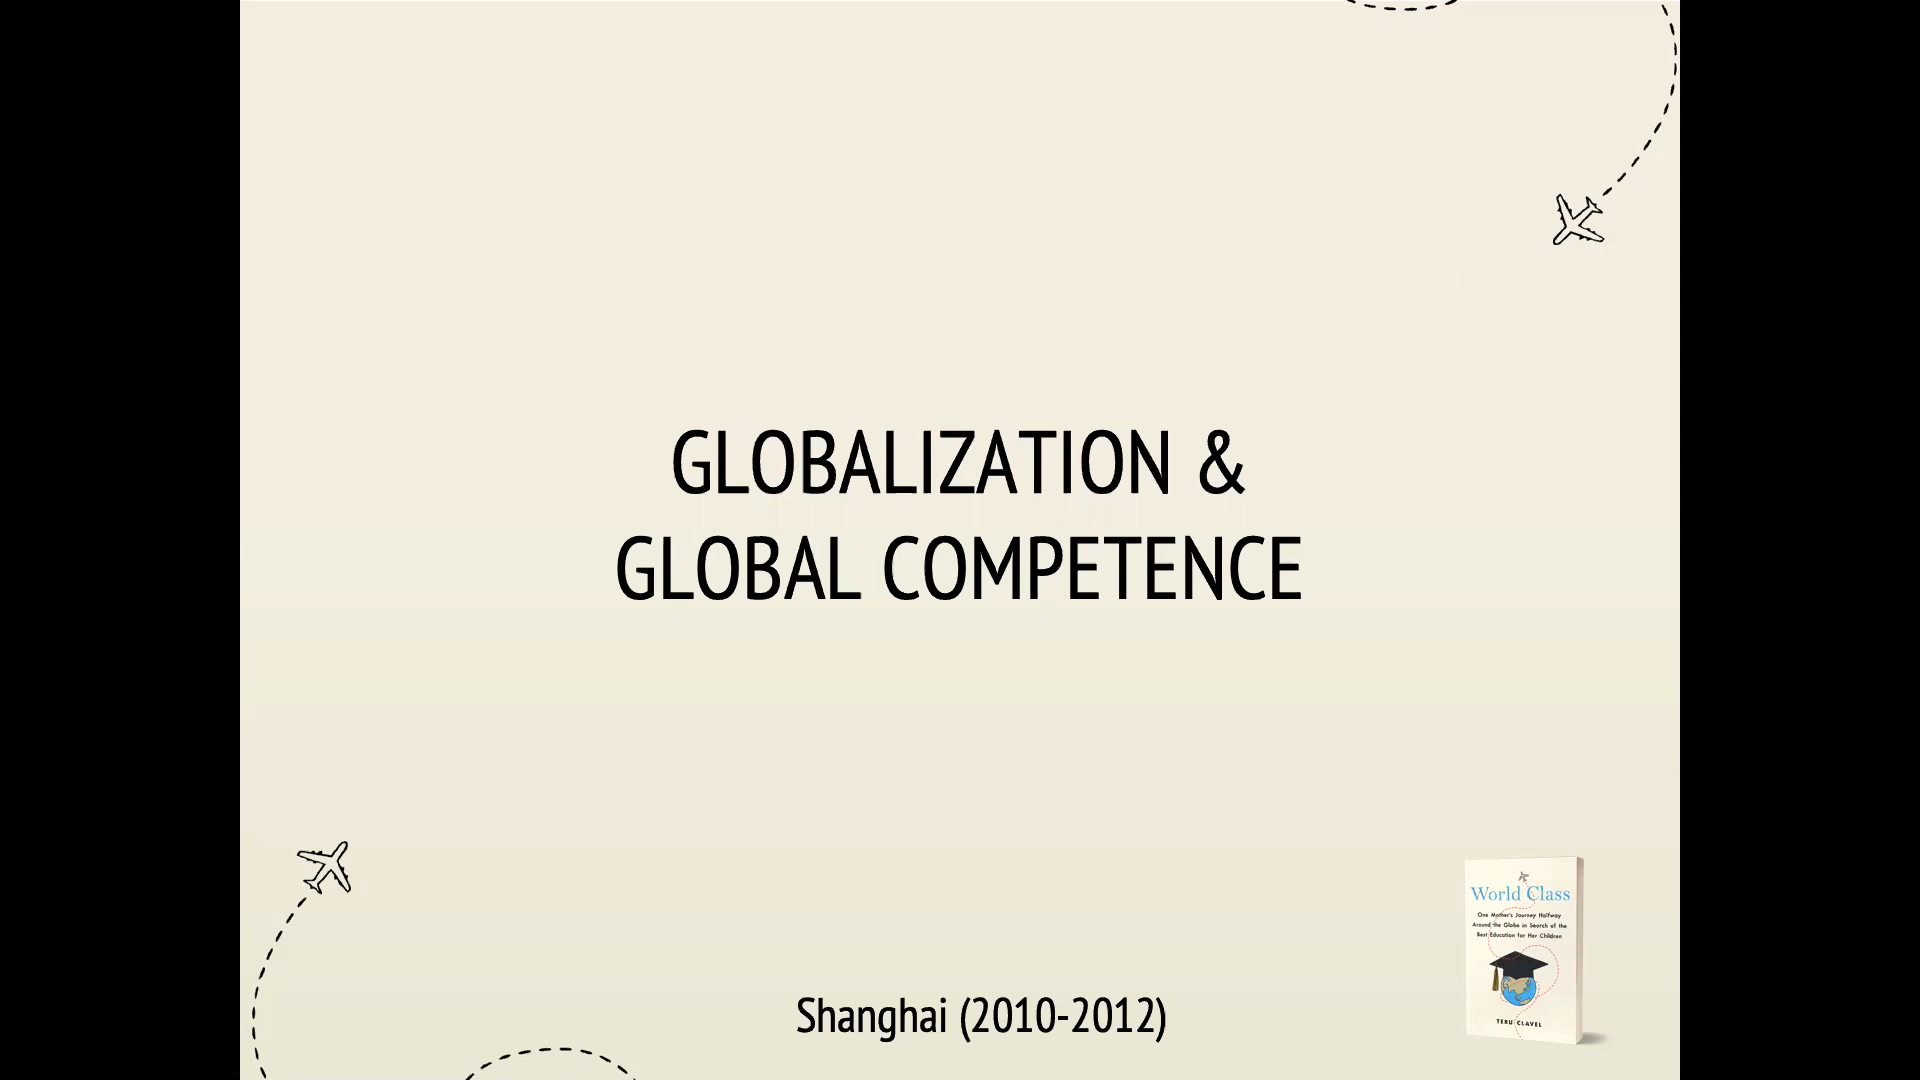 GLOBALIZATION &
GLOBAL COMPETENCE
World Class
One Mother's Journey Halfway
Around the Globe in Search of the
Best Education for Her Children
TERU CLAVEL
Shanghai (2010-2012)